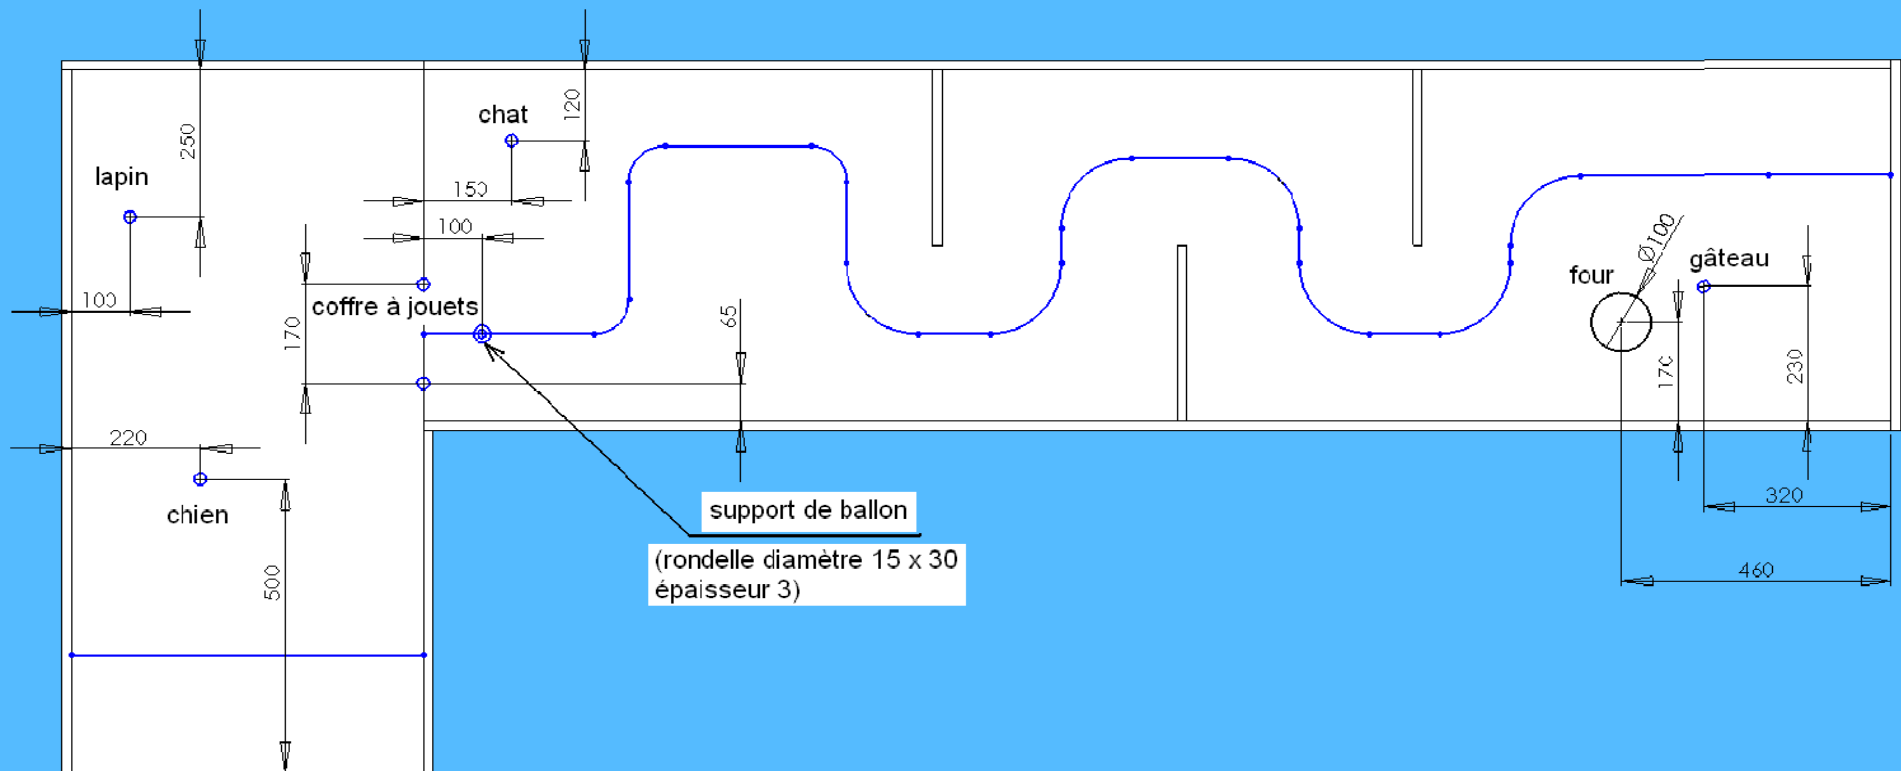 chat
120
250
lapin
150
100
Ø100
gâteau
four
100
coffre à jouets
170
65
170
230
220
chien
support de ballon
320
(rondelle diamètre 15 x 30
épaisseur 3)
500
460